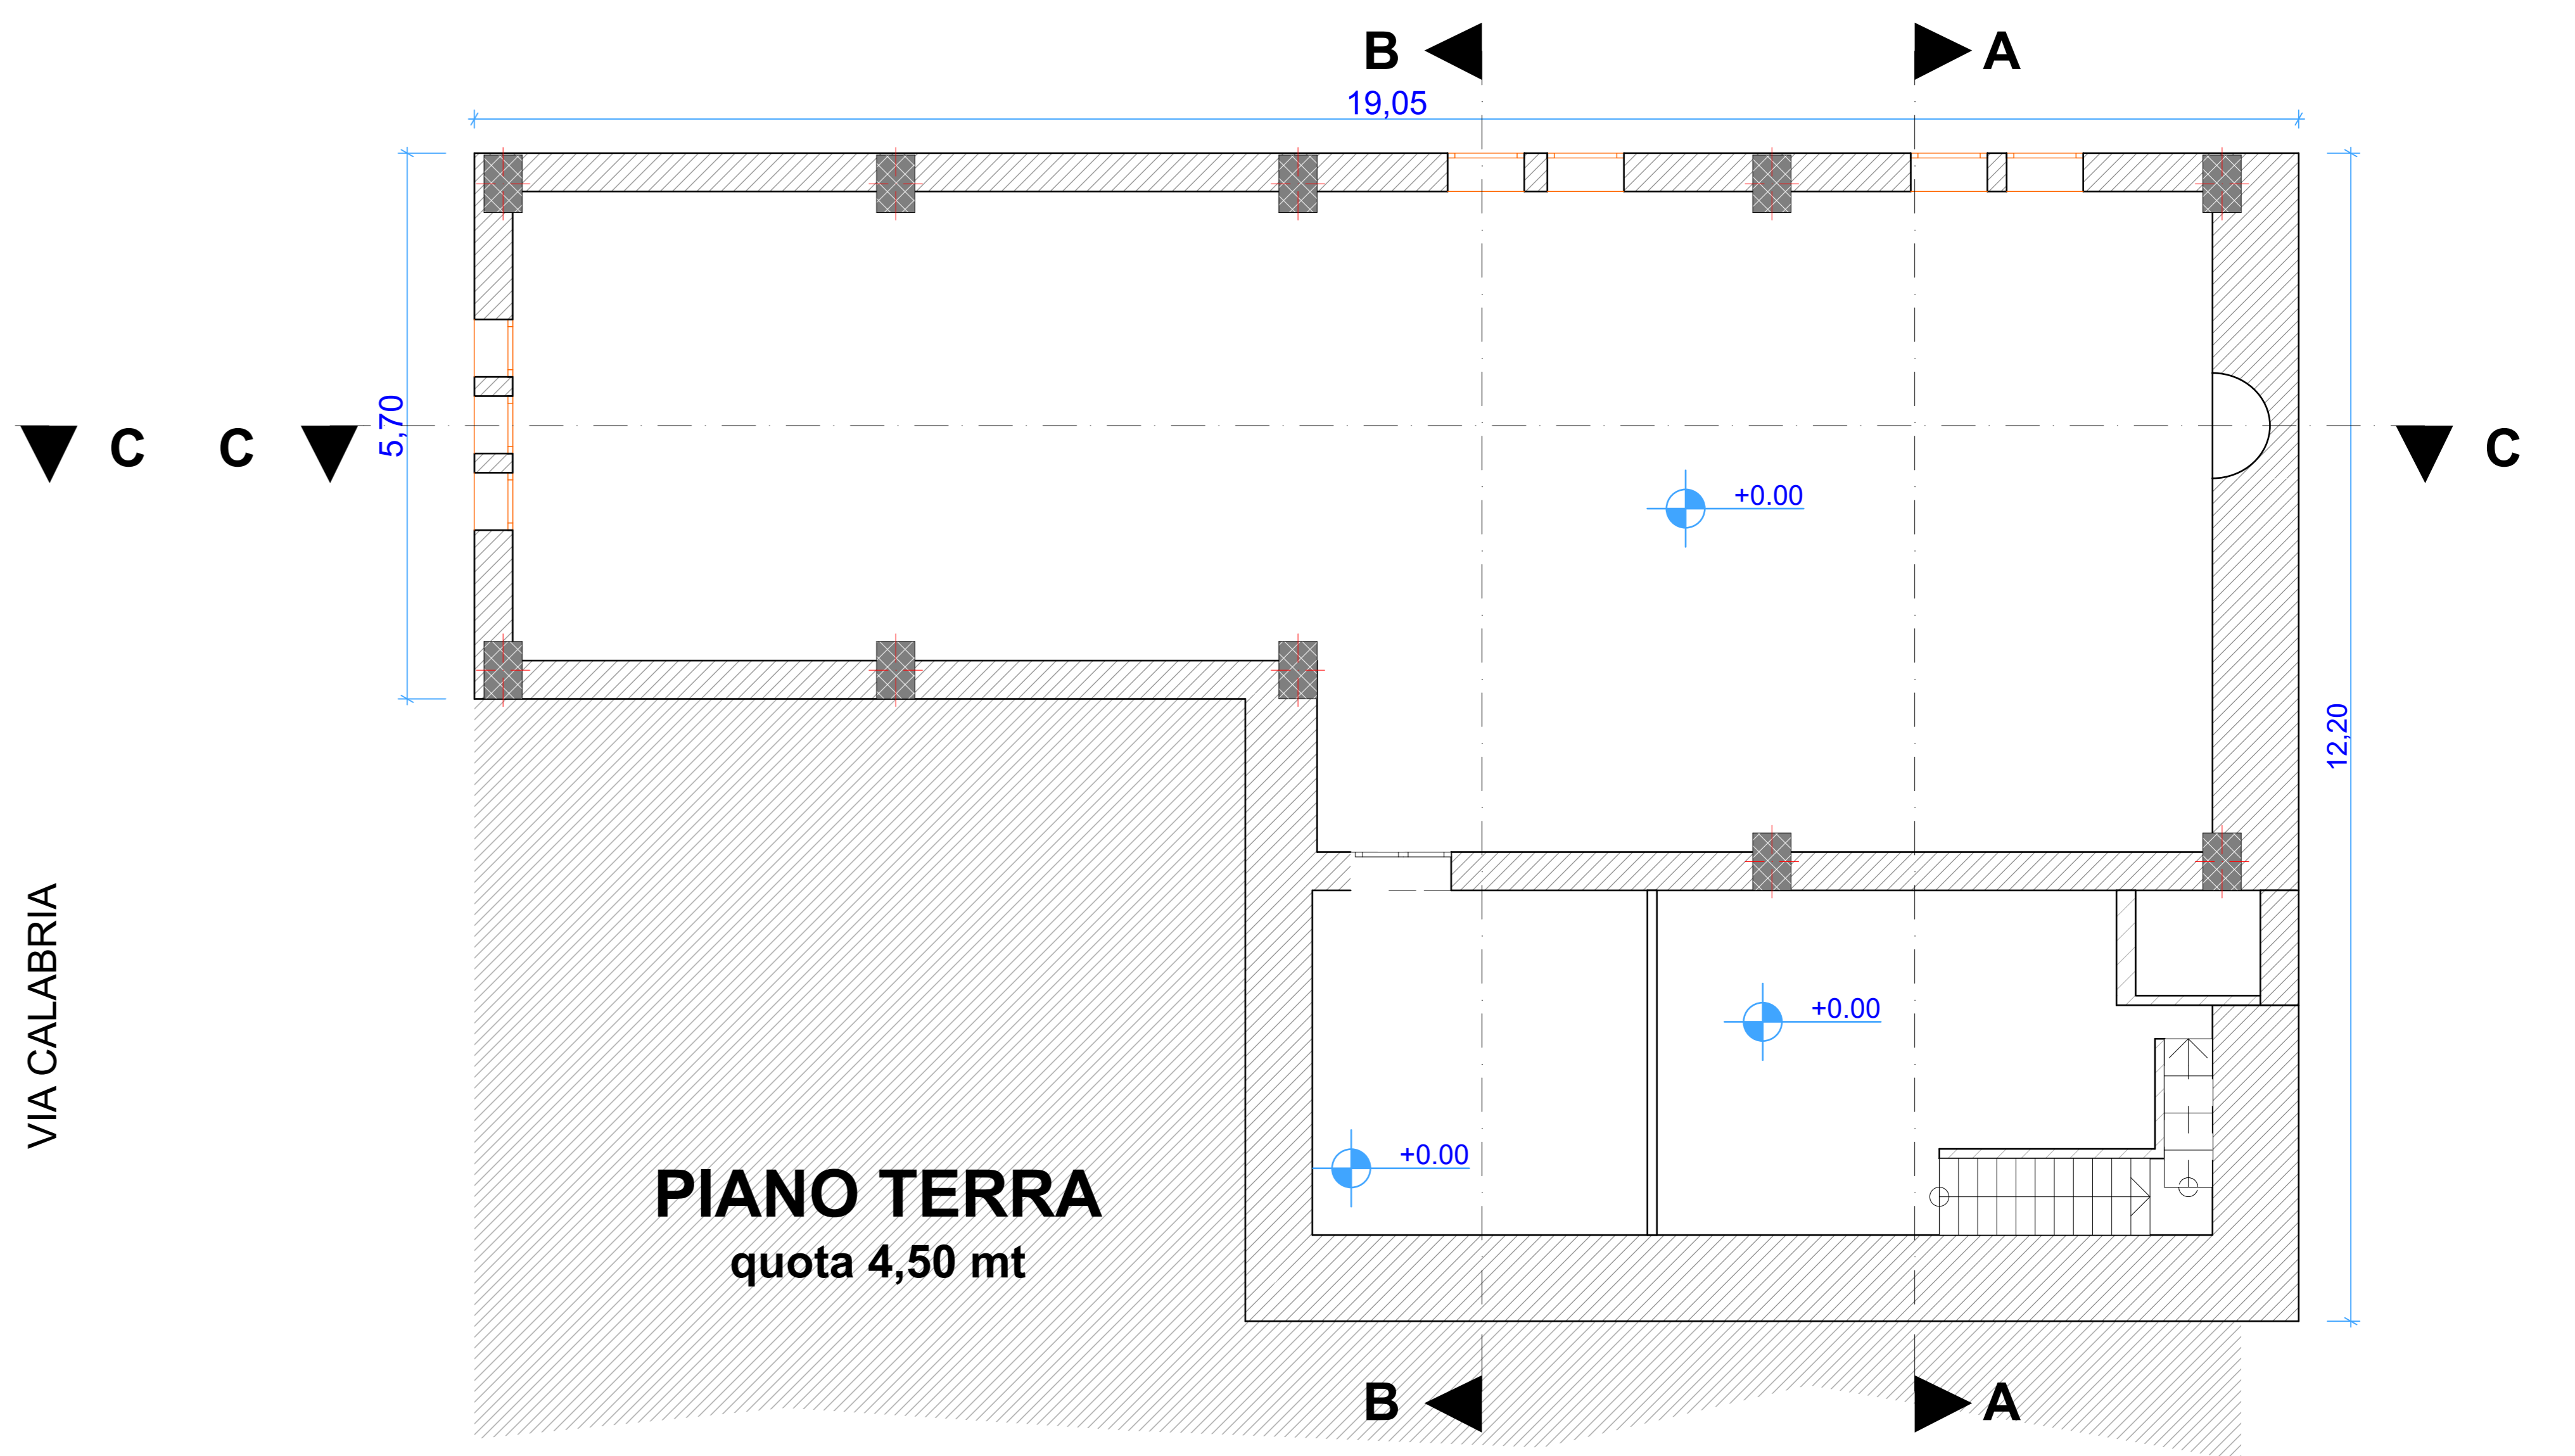 B
A
19,05
5,70
C
C
C
+0.00
12,20
VIA CALABRIA
+0.00
+0.00
PIANO TERRA
quota 4,50 mt
B
A